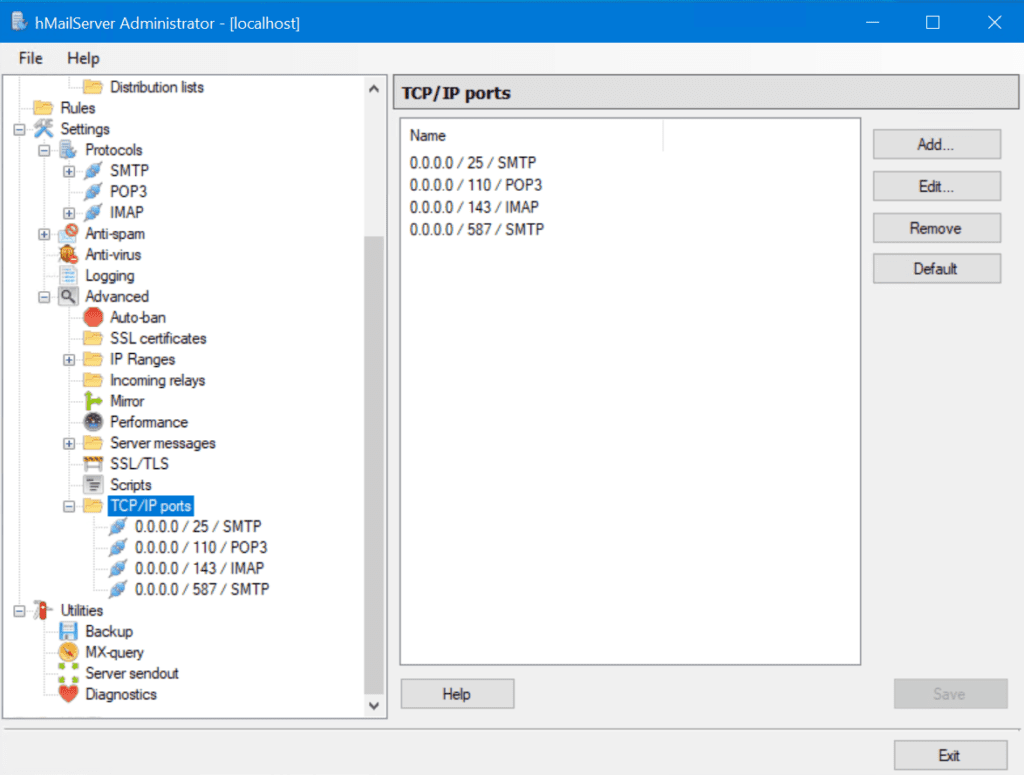 hMailServer Administrator - [localhost]
File Help
Distribution lists
Rules
Settings
Protocols
SMTP
POP3
IMAP
Anti-spam
Anti-virus
Logging
Advanced
Auto-ban
SSL certificates
IP Ranges
Incoming relays
Mirror
Performance
Server messages
SSL/TLS
Scripts
TCP/IP ports
0.0.0.0 / 25 / SMTP
0.0.0.0 / 110 / POP3
0.0.0.0 / 143 / IMAP
0.0.0.0 / 587 / SMTP
Utilities
Backup
MX-query
Server sendout
Diagnostics
TCP/IP ports
Name
0.0.0.0 / 25 / SMTP
0.0.0.0 / 110 / POP3
0.0.0.0 / 143 / IMAP
0.0.0.0 / 587 / SMTP
Add...
Edit...
Remove
Default
Help
Save
Exit